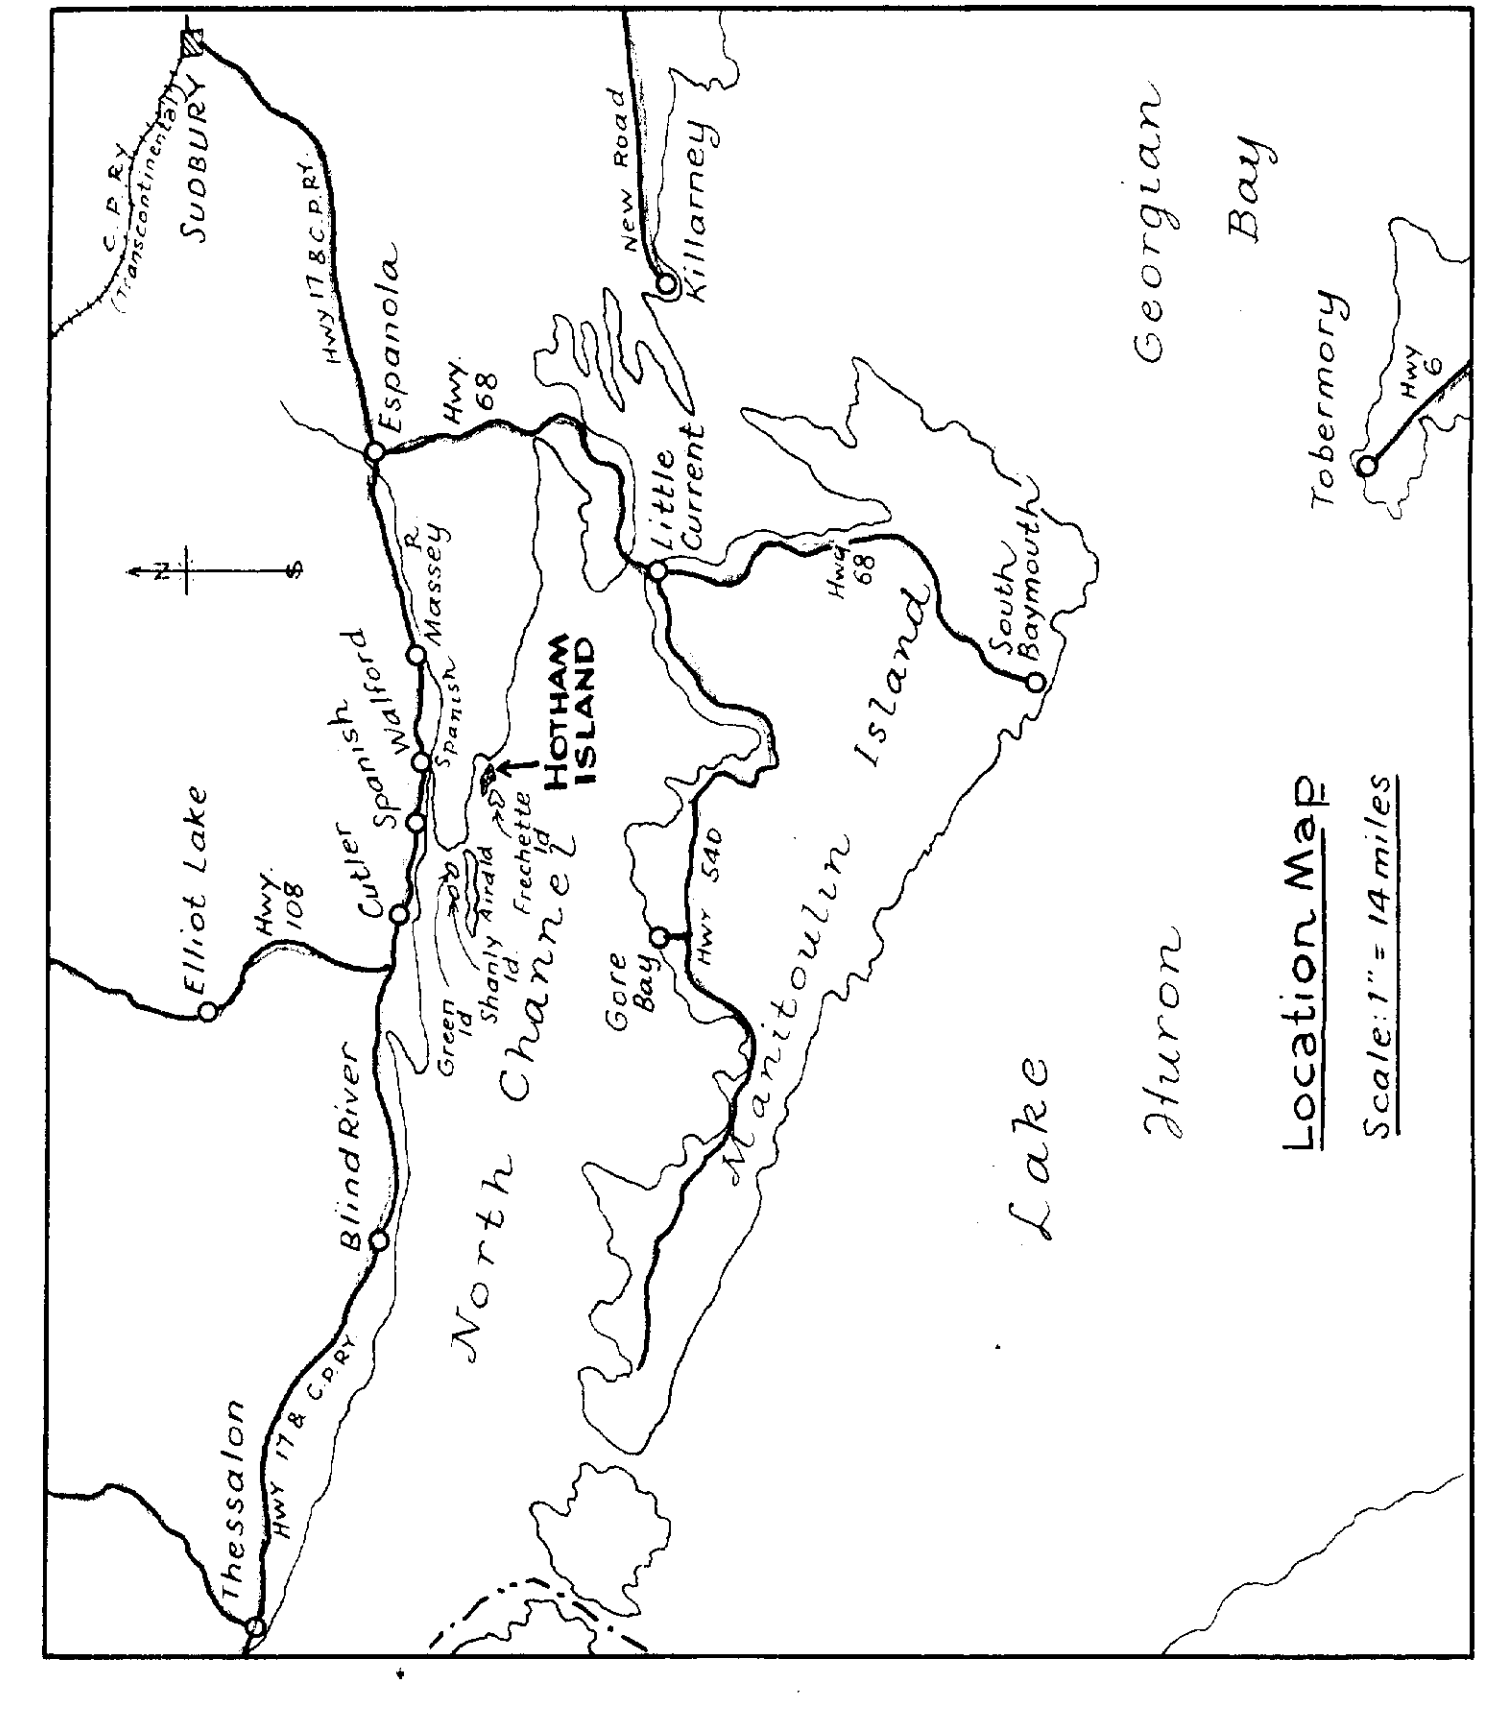 C. P. RY
(Transcontinental)
SUDBURY
HWY 17 & C.P.RY.
Espanola
Hwy.
68
New Road
Killarney
Georgian
Bay
Tobermory
Hwy
6
N
S
Elliot Lake
Hwy.
108
Cutler
Spanish
Walford
Massey
Spanish
R.
Little
Current
HOTHAM
ISLAND
Frechette
Id
Aird Id
Shanly
Id.
Green
Id
North Channel
Hwy
68
South
Baymouth
Manitoulin Island
HWY 540
Gore
Bay
Blind River
Thessalon
HWY 17 & C.P.RY.
Lake
Huron
Location Map
Scale: 1" = 14 miles